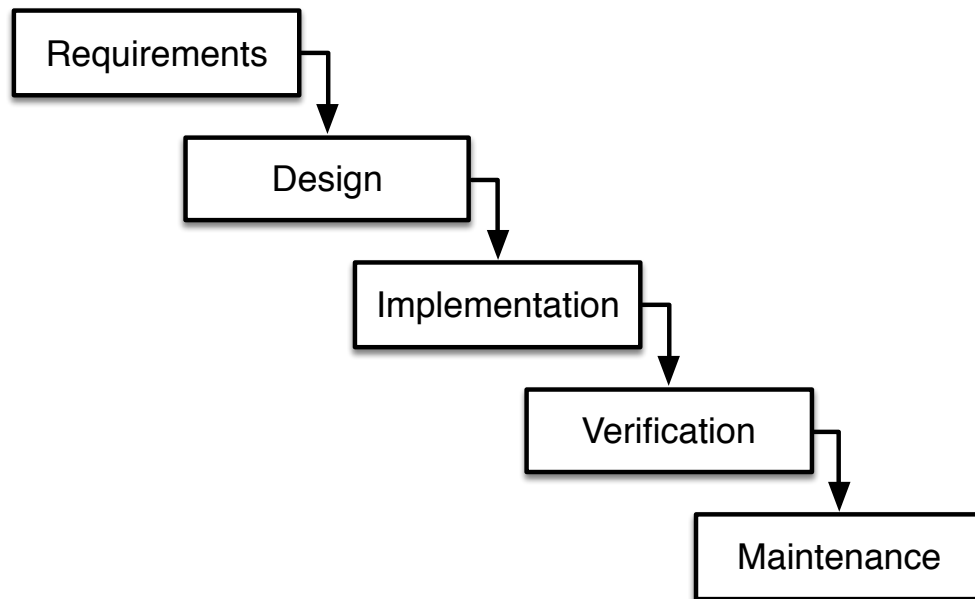 Requirements
Design
Implementation
Verification
Maintenance